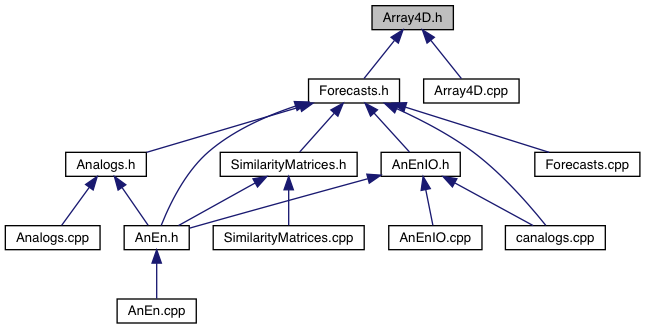 Array4D.h
Forecasts.h
Array4D.cpp
Analogs.h
SimilarityMatrices.h
AnEnIO.h
Forecasts.cpp
Analogs.cpp
AnEn.h
SimilarityMatrices.cpp
AnEnIO.cpp
canalogs.cpp
AnEn.cpp